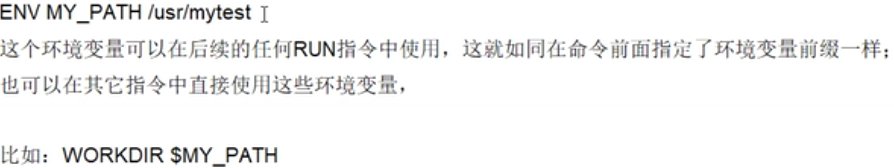 ENV MY_PATH /usr/mytest
这个环境变量可以在后续的任何RUN指令中使用，这就如同在命令前面指定了环境变量前缀一样；
也可以在其它指令中直接使用这些环境变量，
比如：WORKDIR $MY_PATH